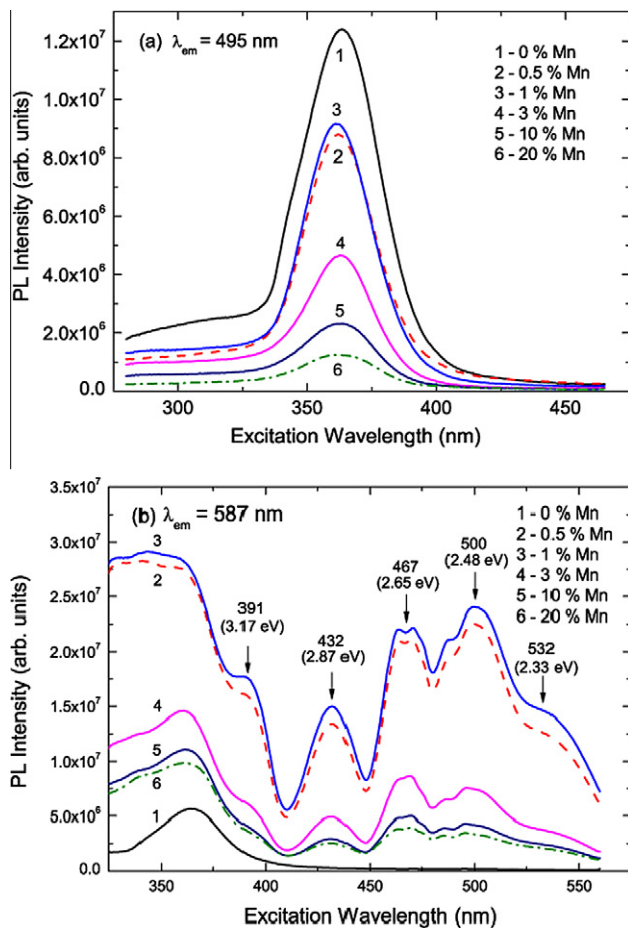 (a) λem = 495 nm
1 - 0 % Mn
2 - 0.5 % Mn
3 - 1 % Mn
4 - 3 % Mn
5 - 10 % Mn
6 - 20 % Mn
1
3
2
4
5
6
1.2x10⁷
1.0x10⁷
8.0x10⁶
6.0x10⁶
4.0x10⁶
2.0x10⁶
0.0
PL Intensity (arb. units)
300 350 400 450
Excitation Wavelength (nm)
(b) λem = 587 nm
1 - 0 % Mn
2 - 0.5 % Mn
3 - 1 % Mn
4 - 3 % Mn
5 - 10 % Mn
6 - 20 % Mn
3
2
4
5
6
1
391
(3.17 eV)
432
(2.87 eV)
467
(2.65 eV)
500
(2.48 eV)
532
(2.33 eV)
3.5x10⁷
3.0x10⁷
2.5x10⁷
2.0x10⁷
1.5x10⁷
1.0x10⁷
5.0x10⁶
0.0
PL Intensity (arb. units)
350 400 450 500 550
Excitation Wavelength (nm)